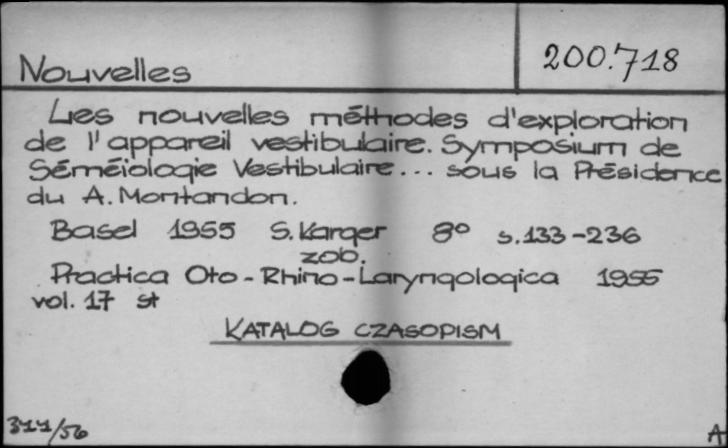 Nouvelles
200.718
Les nouvelles méthodes d'exploration
de l'appareil vestibulaire. Symposium de
Séméiologie Vestibulaire... sous la Présidence
du A. Montandon.
Basel 1955 S. Karger 8° s. 133-236
zob.
Practica Oto-Rhino-Laryngologica 1955
vol. 17 st
KATALOG CZASOPISM
311/56
A